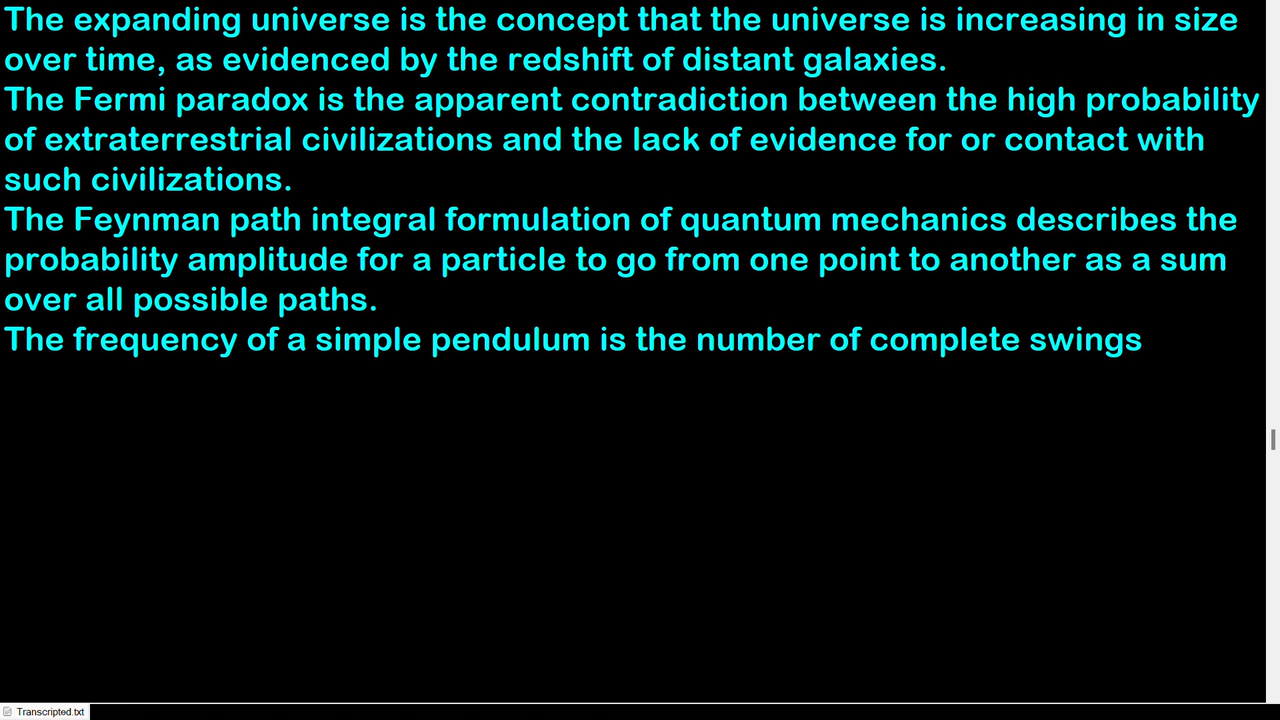 The expanding universe is the concept that the universe is increasing in size
over time, as evidenced by the redshift of distant galaxies.
The Fermi paradox is the apparent contradiction between the high probability
of extraterrestrial civilizations and the lack of evidence for or contact with
such civilizations.
The Feynman path integral formulation of quantum mechanics describes the
probability amplitude for a particle to go from one point to another as a sum
over all possible paths.
The frequency of a simple pendulum is the number of complete swings
Transcripted.txt